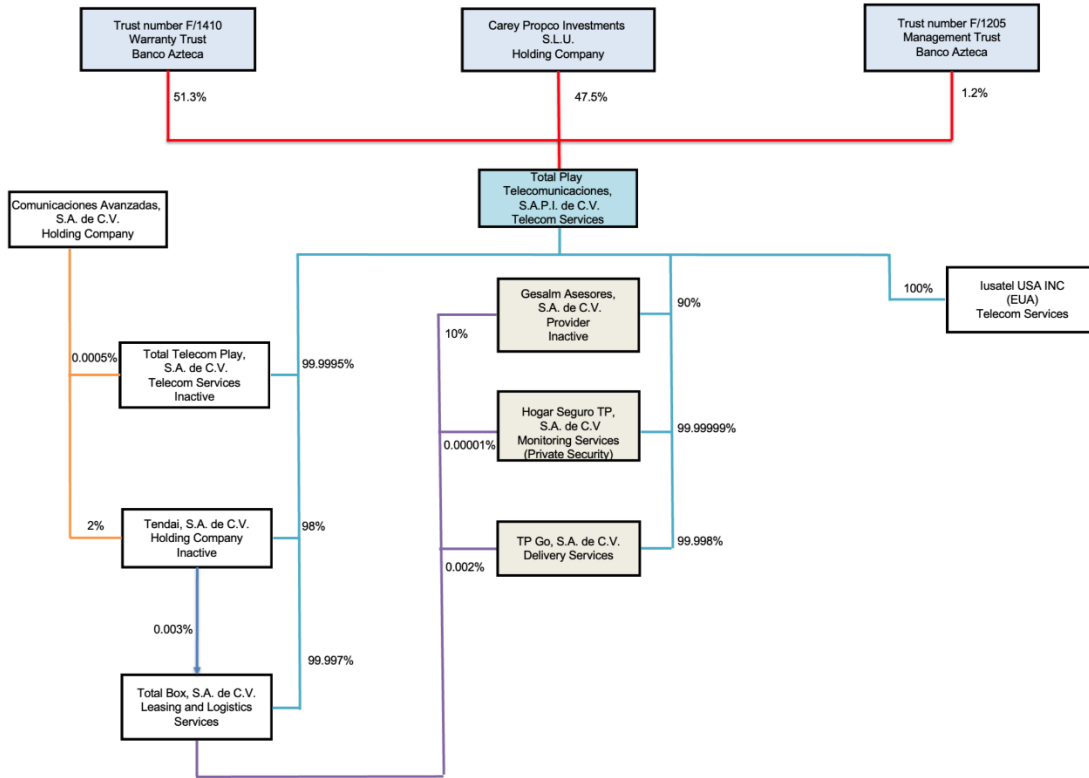 Trust number F/1410
Warranty Trust
Banco Azteca
Carey Propco Investments
S.L.U.
Holding Company
Trust number F/1205
Management Trust
Banco Azteca
51.3%
47.5%
1.2%
Total Play
Telecomunicaciones,
S.A.P.I. de C.V.
Telecom Services
Comunicaciones Avanzadas,
S.A. de C.V.
Holding Company
Gesalm Asesores,
S.A. de C.V.
Provider
Inactive
10%
90%
100%
Iusatel USA INC
(EUA)
Telecom Services
0.0005%
Total Telecom Play,
S.A. de C.V.
Telecom Services
Inactive
99.9995%
Hogar Seguro TP,
S.A. de C.V
Monitoring Services
(Private Security)
0.00001%
99.99999%
2%
Tendai, S.A. de C.V.
Holding Company
Inactive
98%
TP Go, S.A. de C.V.
Delivery Services
0.002%
99.998%
0.003%
99.997%
Total Box, S.A. de C.V.
Leasing and Logistics
Services